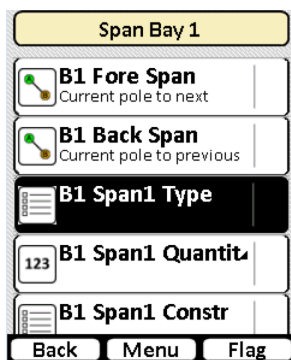 Span Bay 1
B1 Fore Span
Current pole to next
B1 Back Span
Current pole to previous
B1 Span1 Type
123
B1 Span1 Quantit
B1 Span1 Constr
Back Menu Flag